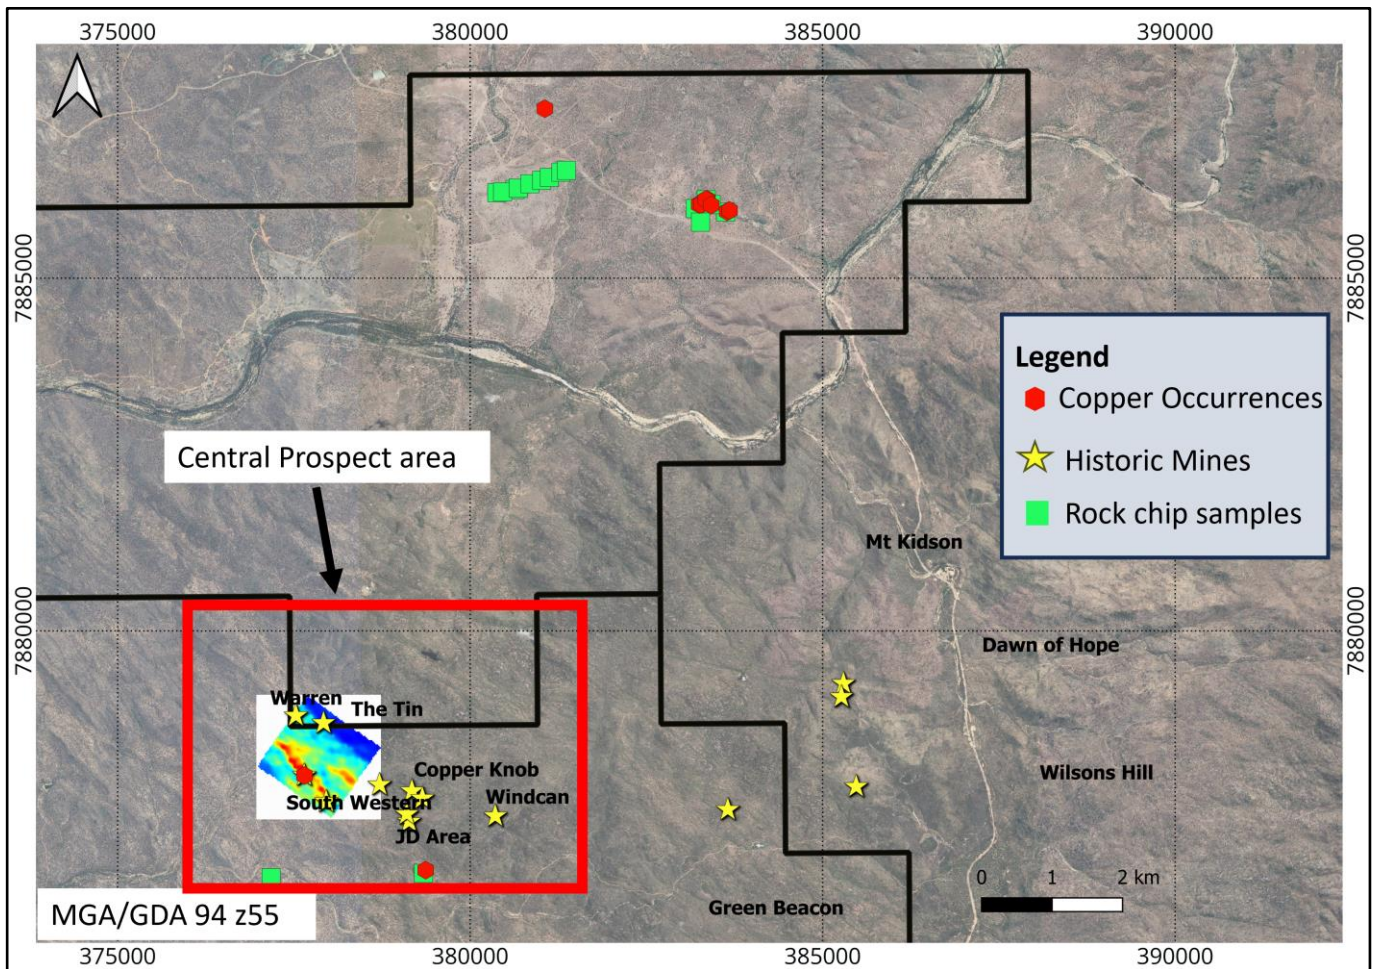 375000
380000
385000
390000
7885000
7885000
Legend
Copper Occurrences
Historic Mines
Rock chip samples
Central Prospect area
Mt Kidson
7880000
7880000
Dawn of Hope
Warren
The Tin
Copper Knob
Wilsons Hill
South Western
Windcan
JD Area
0 1 2 km
Green Beacon
MGA/GDA 94 z55
375000
380000
385000
390000